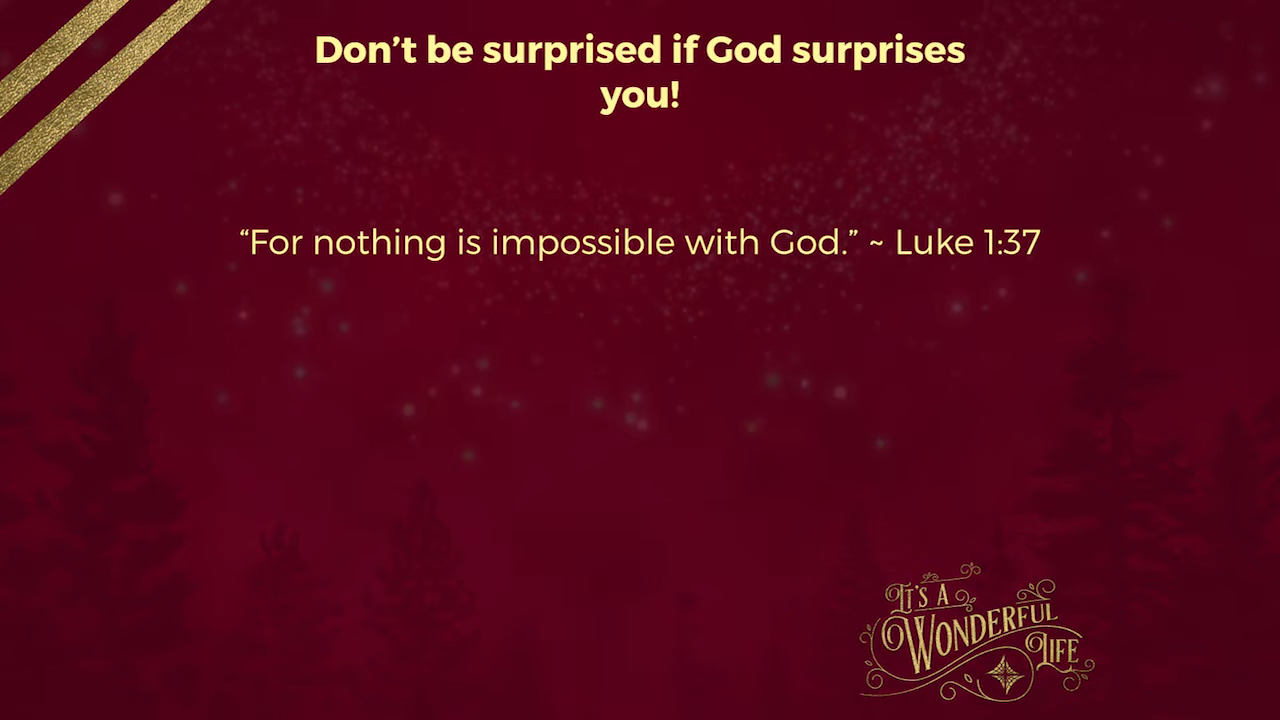 Don’t be surprised if God surprises
you!
“For nothing is impossible with God.” ~ Luke 1:37
It's a
Wonderful
Life